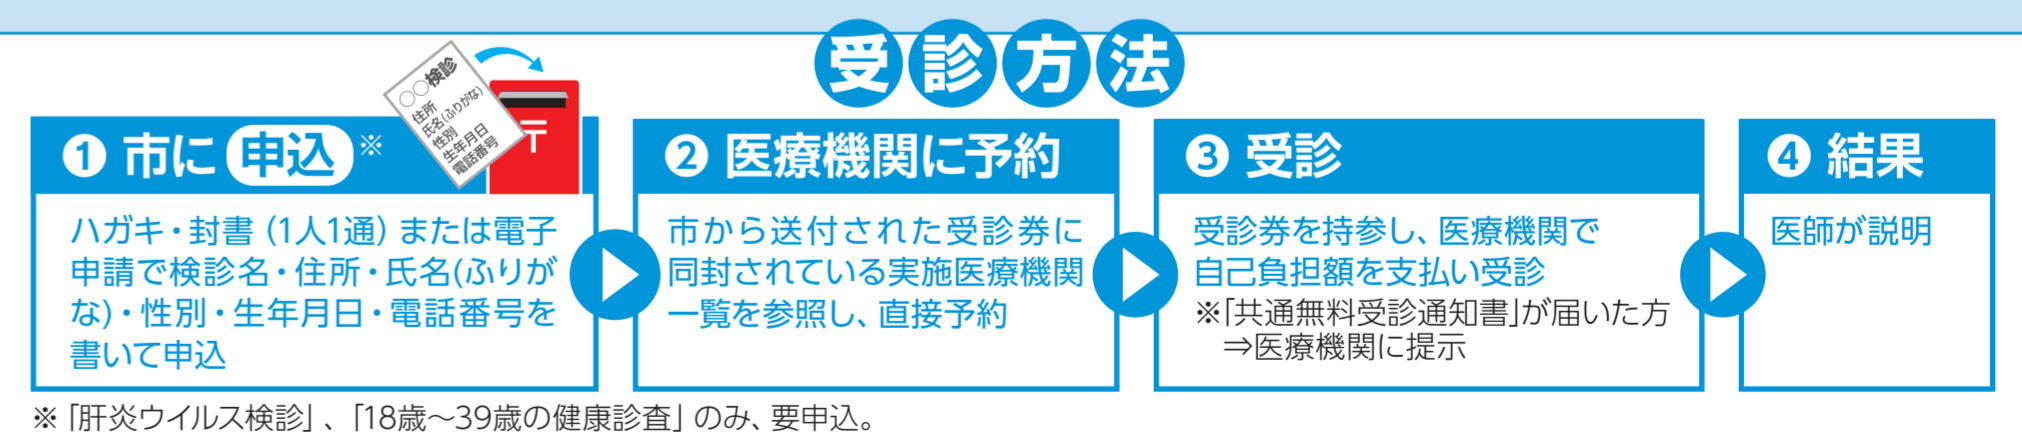 受診方法
❶ 市に 申込 ※
○○検診
住所
氏名(ふりがな)
性別
生年月日
電話番号
〒
ハガキ・封書（1人1通）または電子
申請で検診名・住所・氏名(ふりが
な)・性別・生年月日・電話番号を
書いて申込
❷ 医療機関に予約
市から送付された受診券に
同封されている実施医療機関
一覧を参照し、直接予約
❸ 受診
受診券を持参し、医療機関で
自己負担額を支払い受診
※「共通無料受診通知書」が届いた方
⇒医療機関に提示
❹ 結果
医師が説明
※「肝炎ウイルス検診」、「18歳～39歳の健康診査」のみ、要申込。